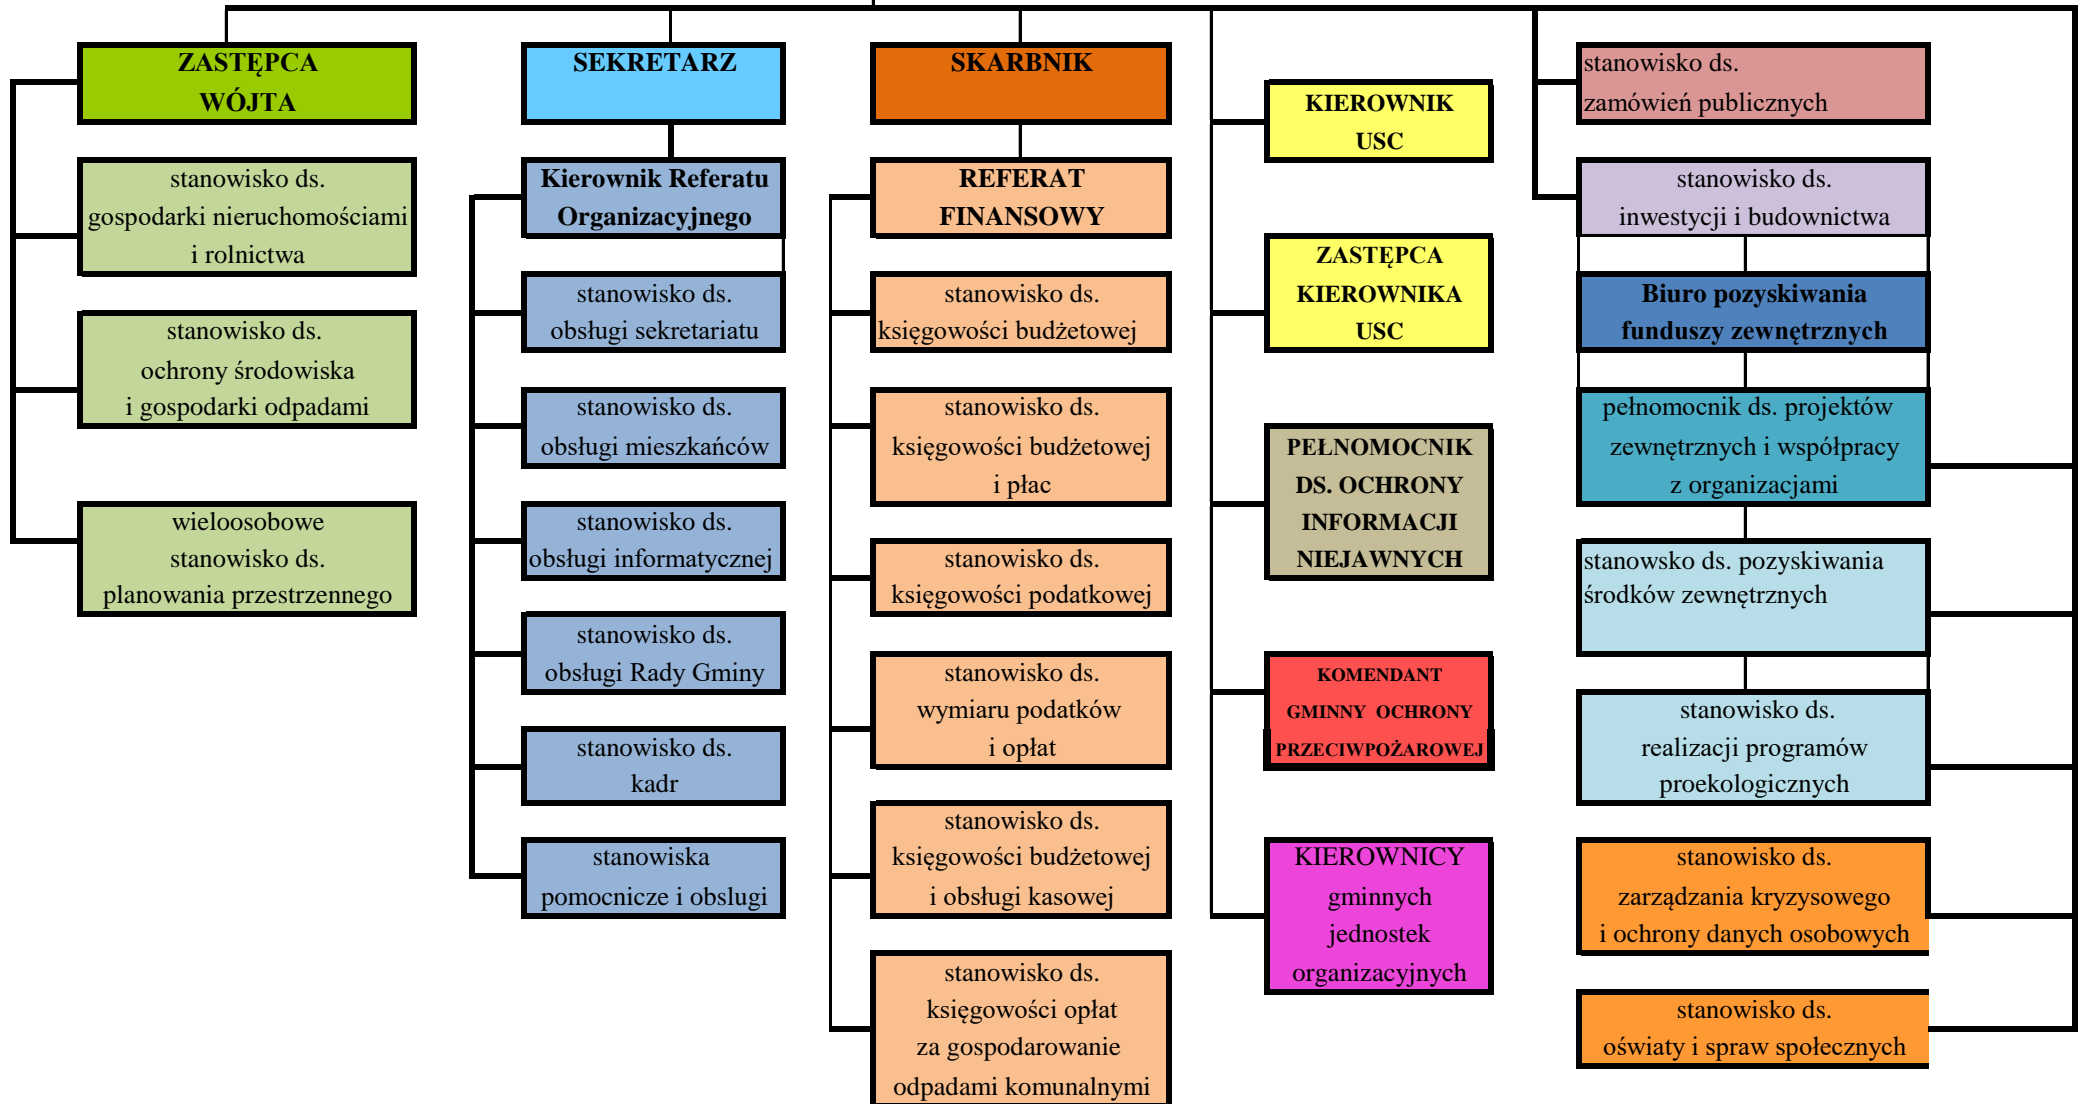 ZASTĘPCA
WÓJTA
stanowisko ds.
gospodarki nieruchomościami
i rolnictwa
stanowisko ds.
ochrony środowiska
i gospodarki odpadami
wieloosobowe
stanowisko ds.
planowania przestrzennego
SEKRETARZ
Kierownik Referatu
Organizacyjnego
stanowisko ds.
obsługi sekretariatu
stanowisko ds.
obsługi mieszkańców
stanowisko ds.
obsługi informatycznej
stanowisko ds.
obsługi Rady Gminy
stanowisko ds.
kadr
stanowiska
pomocnicze i obslugi
SKARBNIK
REFERAT
FINANSOWY
stanowisko ds.
księgowości budżetowej
stanowisko ds.
księgowości budżetowej
i płac
stanowisko ds.
księgowości podatkowej
stanowisko ds.
wymiaru podatków
i opłat
stanowisko ds.
księgowości budżetowej
i obsługi kasowej
stanowisko ds.
księgowości opłat
za gospodarowanie
odpadami komunalnymi
KIEROWNIK
USC
ZASTĘPCA
KIEROWNIKA
USC
PEŁNOMOCNIK
DS. OCHRONY
INFORMACJI
NIEJAWNYCH
KOMENDANT
GMINNY OCHRONY
PRZECIWPOŻAROWEJ
KIEROWNICY
gminnych
jednostek
organizacyjnych
stanowisko ds.
zamówień publicznych
stanowisko ds.
inwestycji i budownictwa
Biuro pozyskiwania
funduszy zewnętrznych
pełnomocnik ds. projektów
zewnętrznych i współpracy
z organizacjami
stanowsko ds. pozyskiwania
środków zewnętrznych
stanowisko ds.
realizacji programów
proekologicznych
stanowisko ds.
zarządzania kryzysowego
i ochrony danych osobowych
stanowisko ds.
oświaty i spraw społecznych